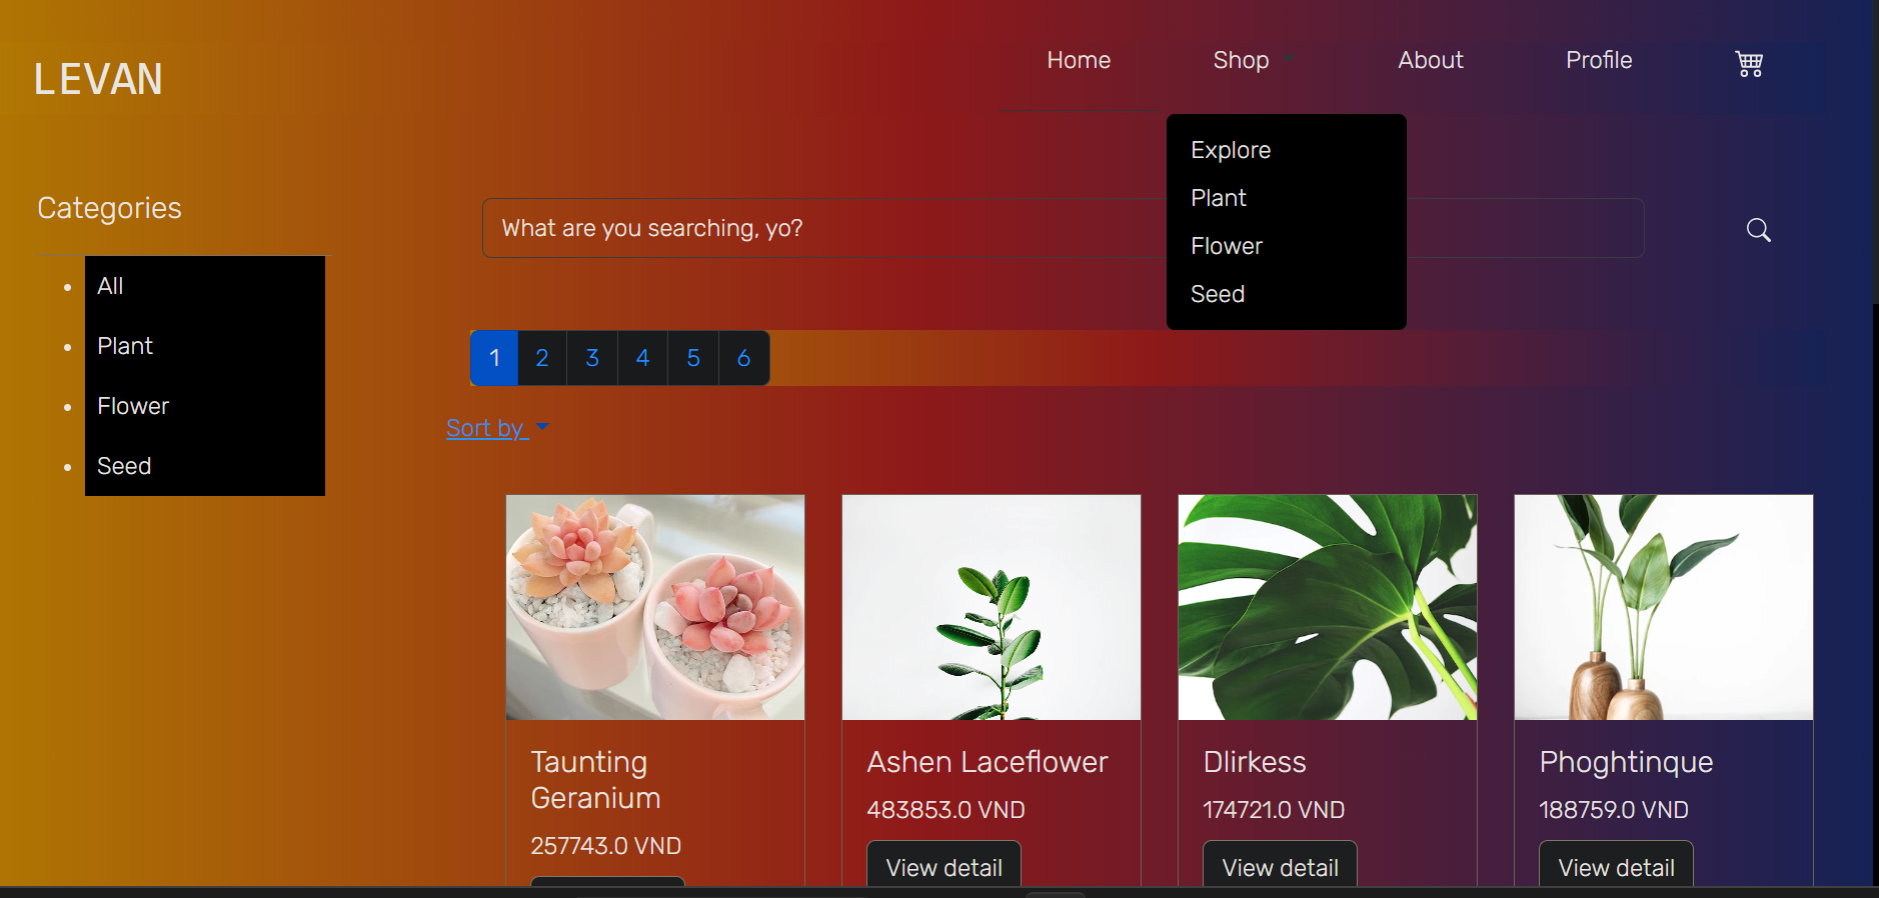 LEVAN
Home
Shop
About
Profile
Explore
Plant
Flower
Seed
Categories
All
Plant
Flower
Seed
What are you searching, yo?
1 2 3 4 5 6
Sort by
Taunting
Geranium
257743.0 VND
Ashen Laceflower
483853.0 VND
View detail
Dlirkess
174721.0 VND
View detail
Phoghtinque
188759.0 VND
View detail